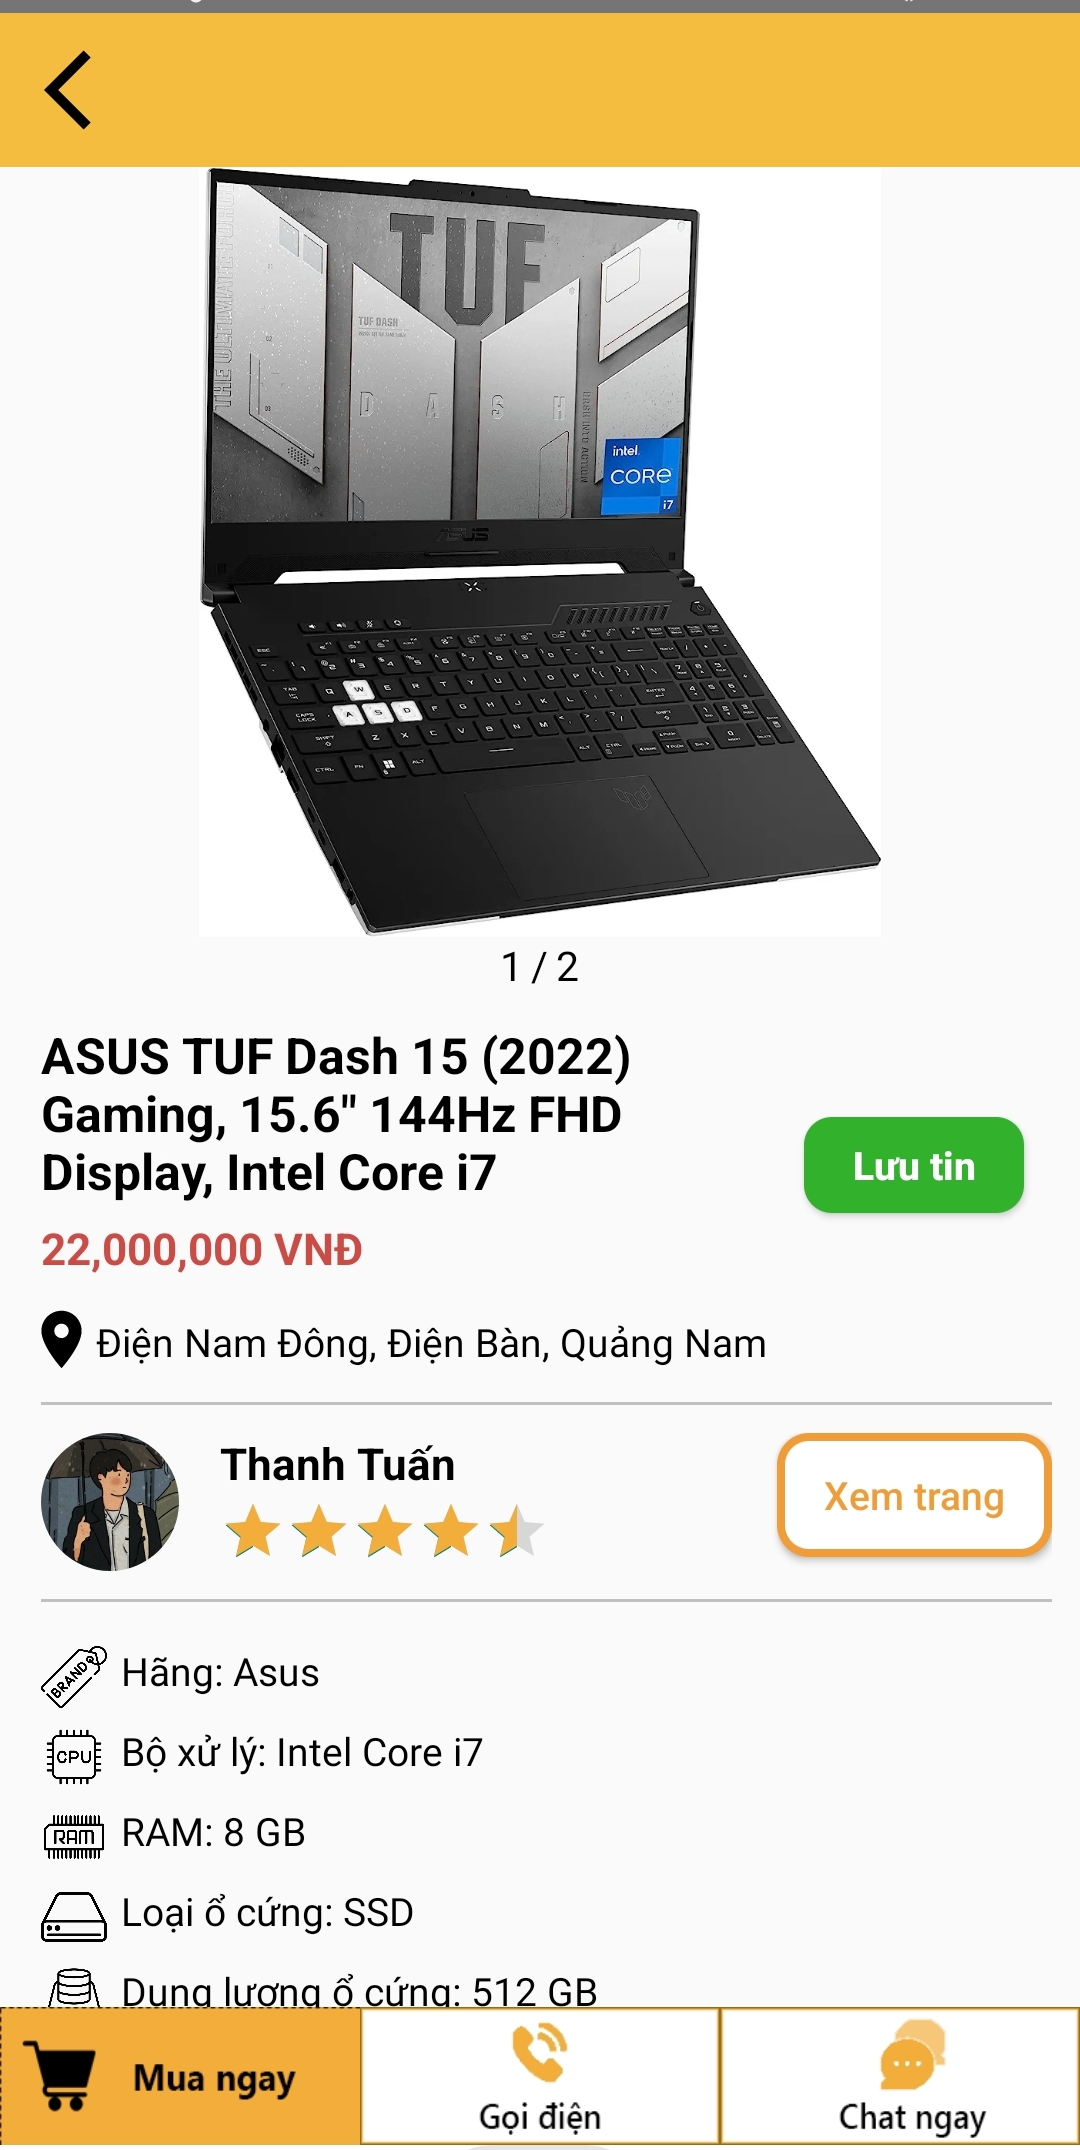 TUF
TUF DASH
D A S H
intel
CORE
i7
ASUS
1 / 2
ASUS TUF Dash 15 (2022)
Gaming, 15.6" 144Hz FHD
Display, Intel Core i7
Lưu tin
22,000,000 VNĐ
Điện Nam Đông, Điện Bàn, Quảng Nam
Thanh Tuấn
Xem trang
BRAND
Hãng: Asus
CPU
Bộ xử lý: Intel Core i7
RAM
RAM: 8 GB
Loại ổ cứng: SSD
Dung lượng ổ cứng: 512 GB
Mua ngay
Gọi điện
Chat ngay